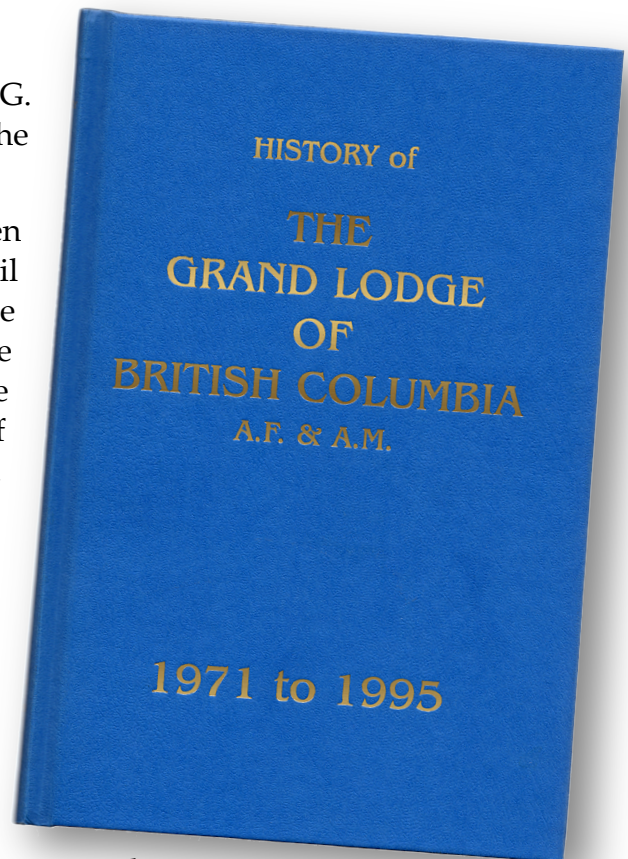 G.
HISTORY of
THE
GRAND LODGE
OF
BRITISH COLUMBIA
A.F. & A.M.
1971 to 1995